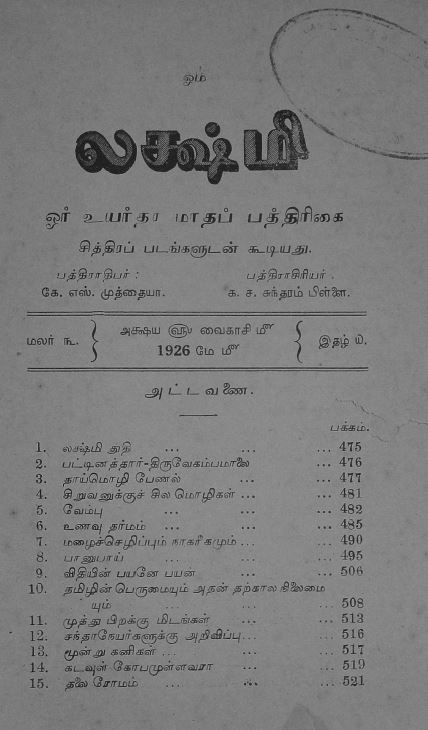 ஓம்
லக்ஷ்மி
ஓர் உயர்தர மாதப் பத்திரிகை
சித்திரப் படங்களுடன் கூடியது.
பத்திராதிபர் : பத்திராசிரியர் .
கே. எஸ். முத்தையா. க. ச. சுந்தரம் பிள்ளை.
மலர் ௩. அக்ஷய ௵ வைகாசி ௴ இதழ் ௰.
1926 மே ௴
அட்டவணை.
பக்கம்.
1. லக்ஷ்மி துதி ... ... ... 475
2. பட்டினத்தார்-திருவேகம்பமாலை ... ... 476
3. தாய்மொழி பேணல் ... ... 477
4. சிறுவனுக்குச் சில மொழிகள் ... ... 481
5. வேம்பு ... ... ... 482
6. உணவு தர்மம் ... ... ... 485
7. மழைச்செழிப்பும் நாகரீகமும் ... ... 490
8. பானுபாய் ... ... ... 495
9. விதியின் பயனே பயன் ... ... 506
10. தமிழின் பெருமையும் அதன் தற்கால நிலைமை
யும் ... ... ... 508
11. முத்து பிறக்கு மிடங்கள் ... ... 513
12. சந்தாநேயர்களுக்கு அறிவிப்பு... ... ... 516
13. மூன்று கனிகள் ... ... ... 517
14. கடவுள் கோபமுள்ளவரா ... ... 519
15. தலை ரோமம் ... ... ... 521